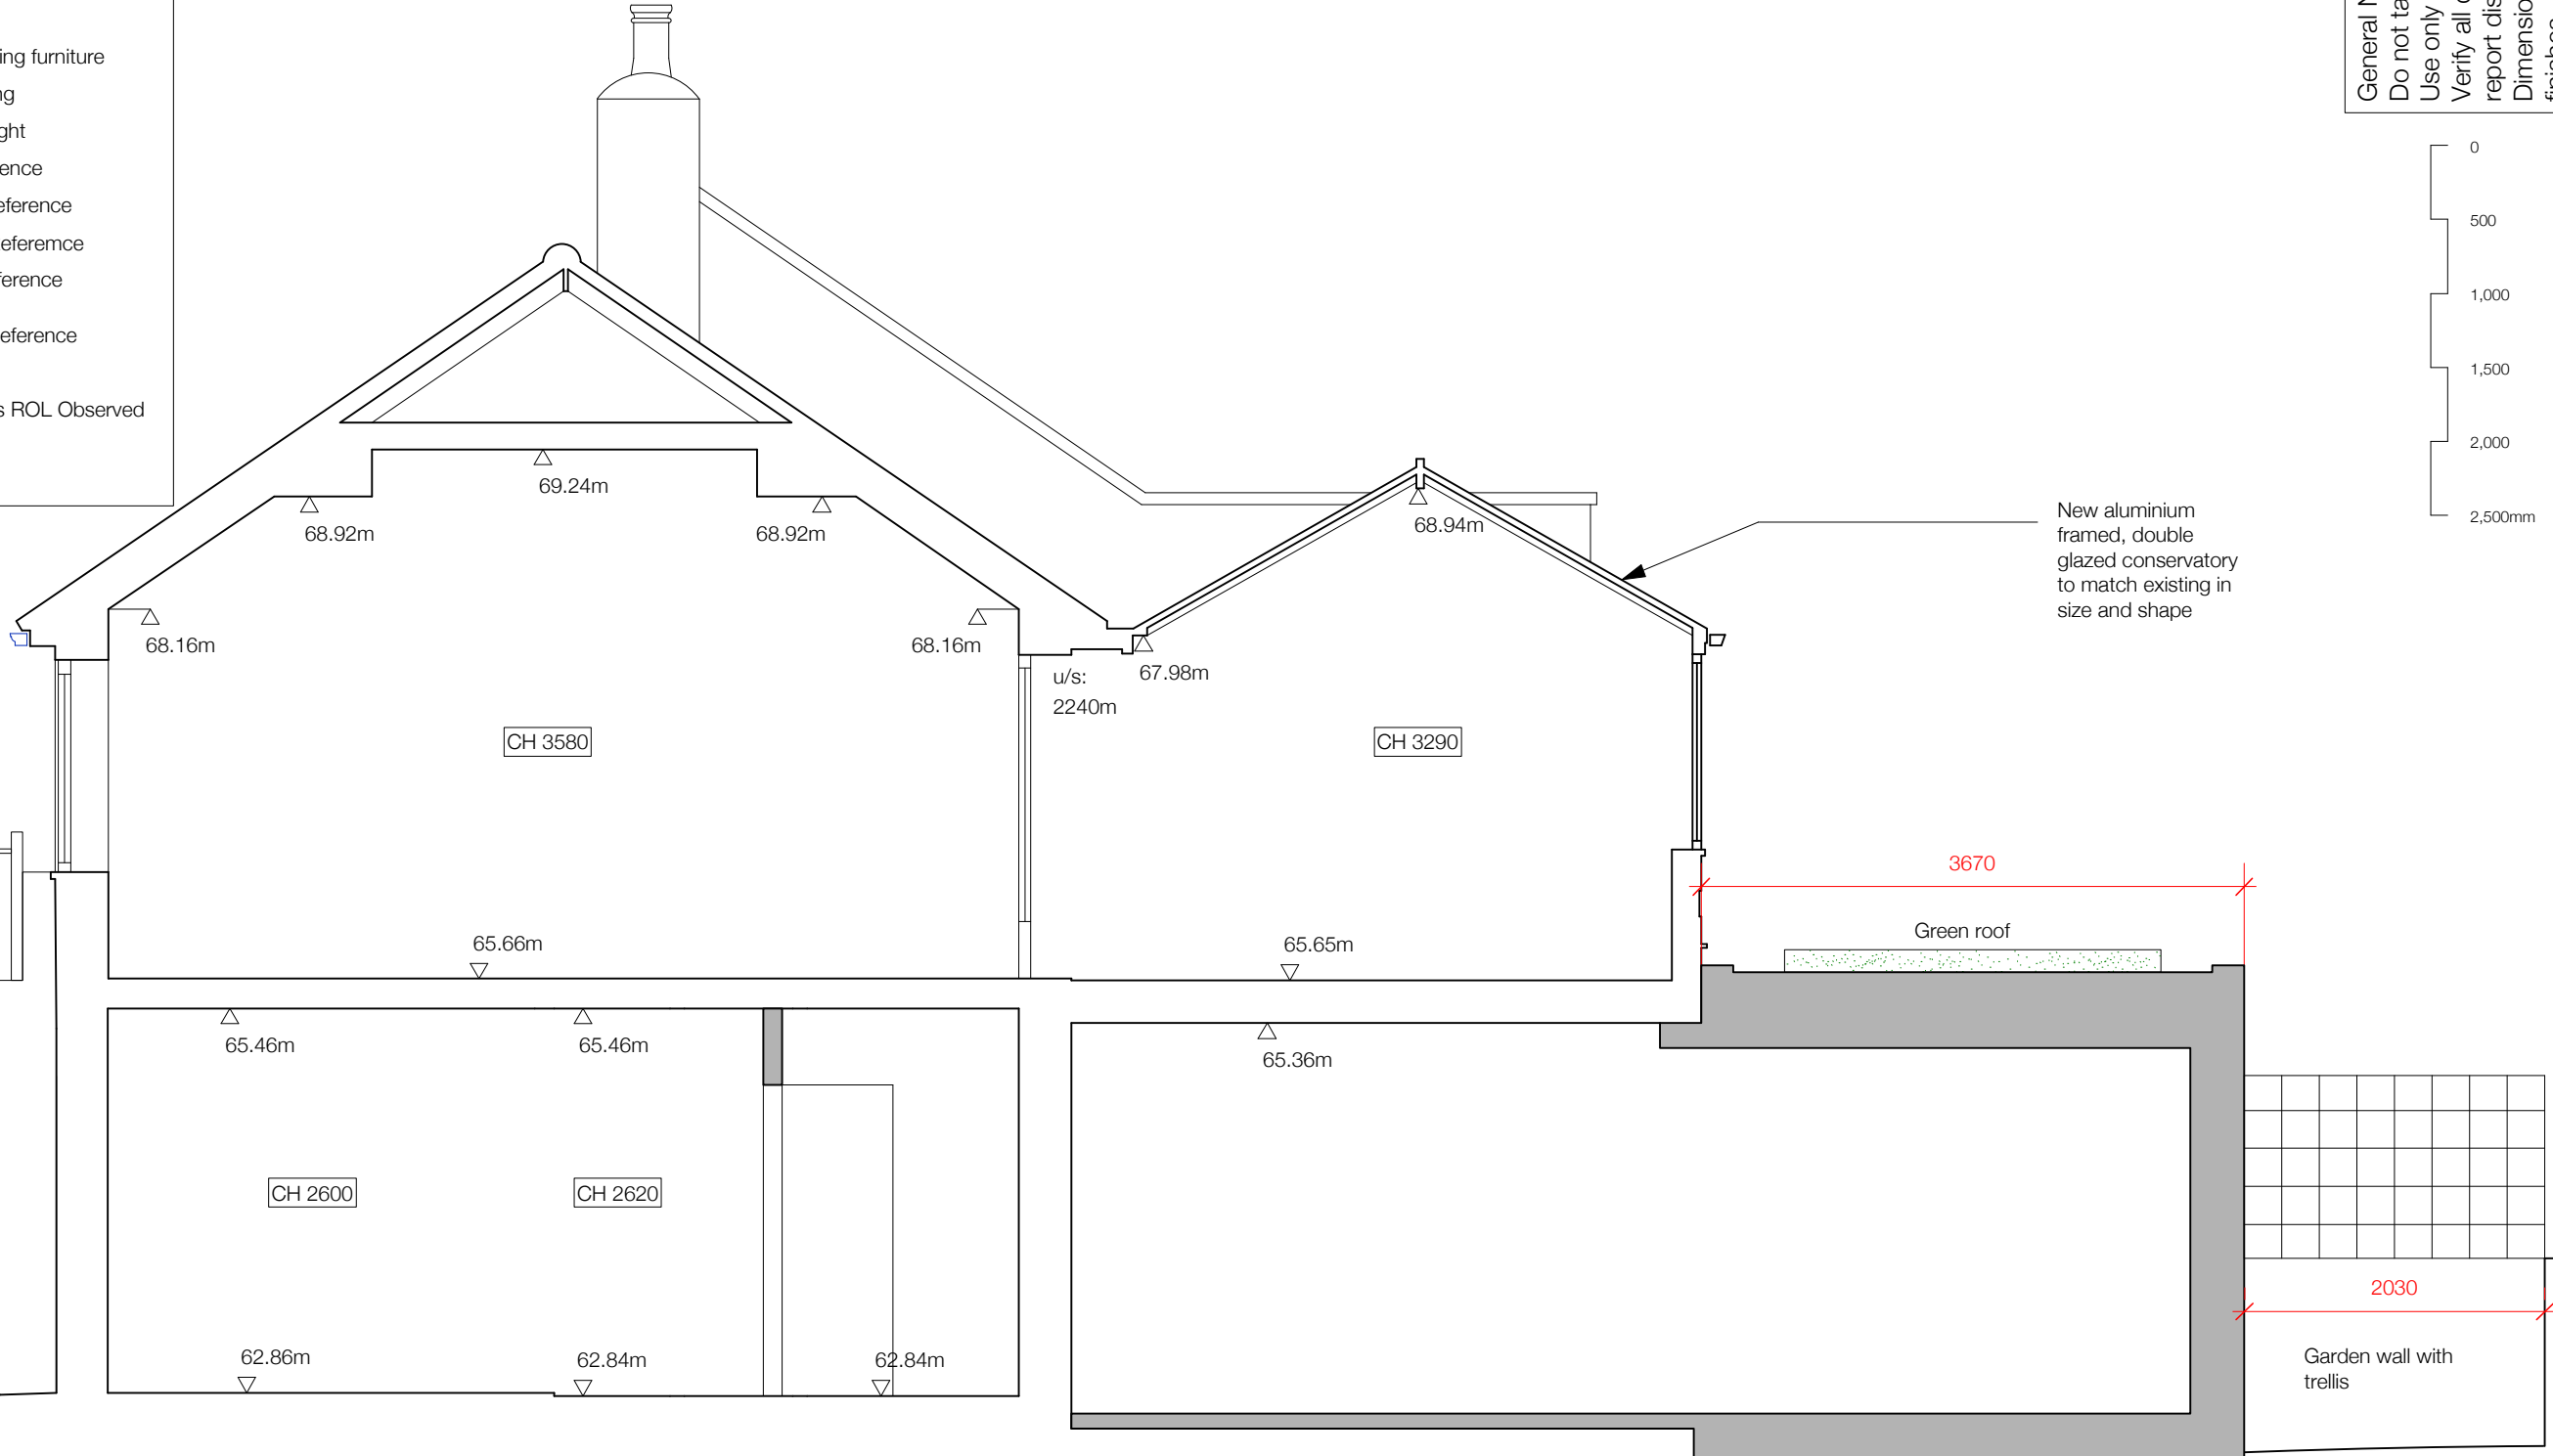 ing furniture
ng
ght
ence
eference
eferemce
ference
eference
s ROL Observed
General N
Do not ta
Use only
Verify all
report dis
Dimensio
finishes
0
500
1,000
1,500
2,000
2,500mm
69.24m
68.92m
68.92m
68.94m
68.16m
68.16m
67.98m
u/s:
2240m
New aluminium
framed, double
glazed conservatory
to match existing in
size and shape
CH 3580
CH 3290
3670
Green roof
65.66m
65.65m
65.46m
65.46m
65.36m
CH 2600
CH 2620
2030
62.86m
62.84m
62.84m
Garden wall with
trellis